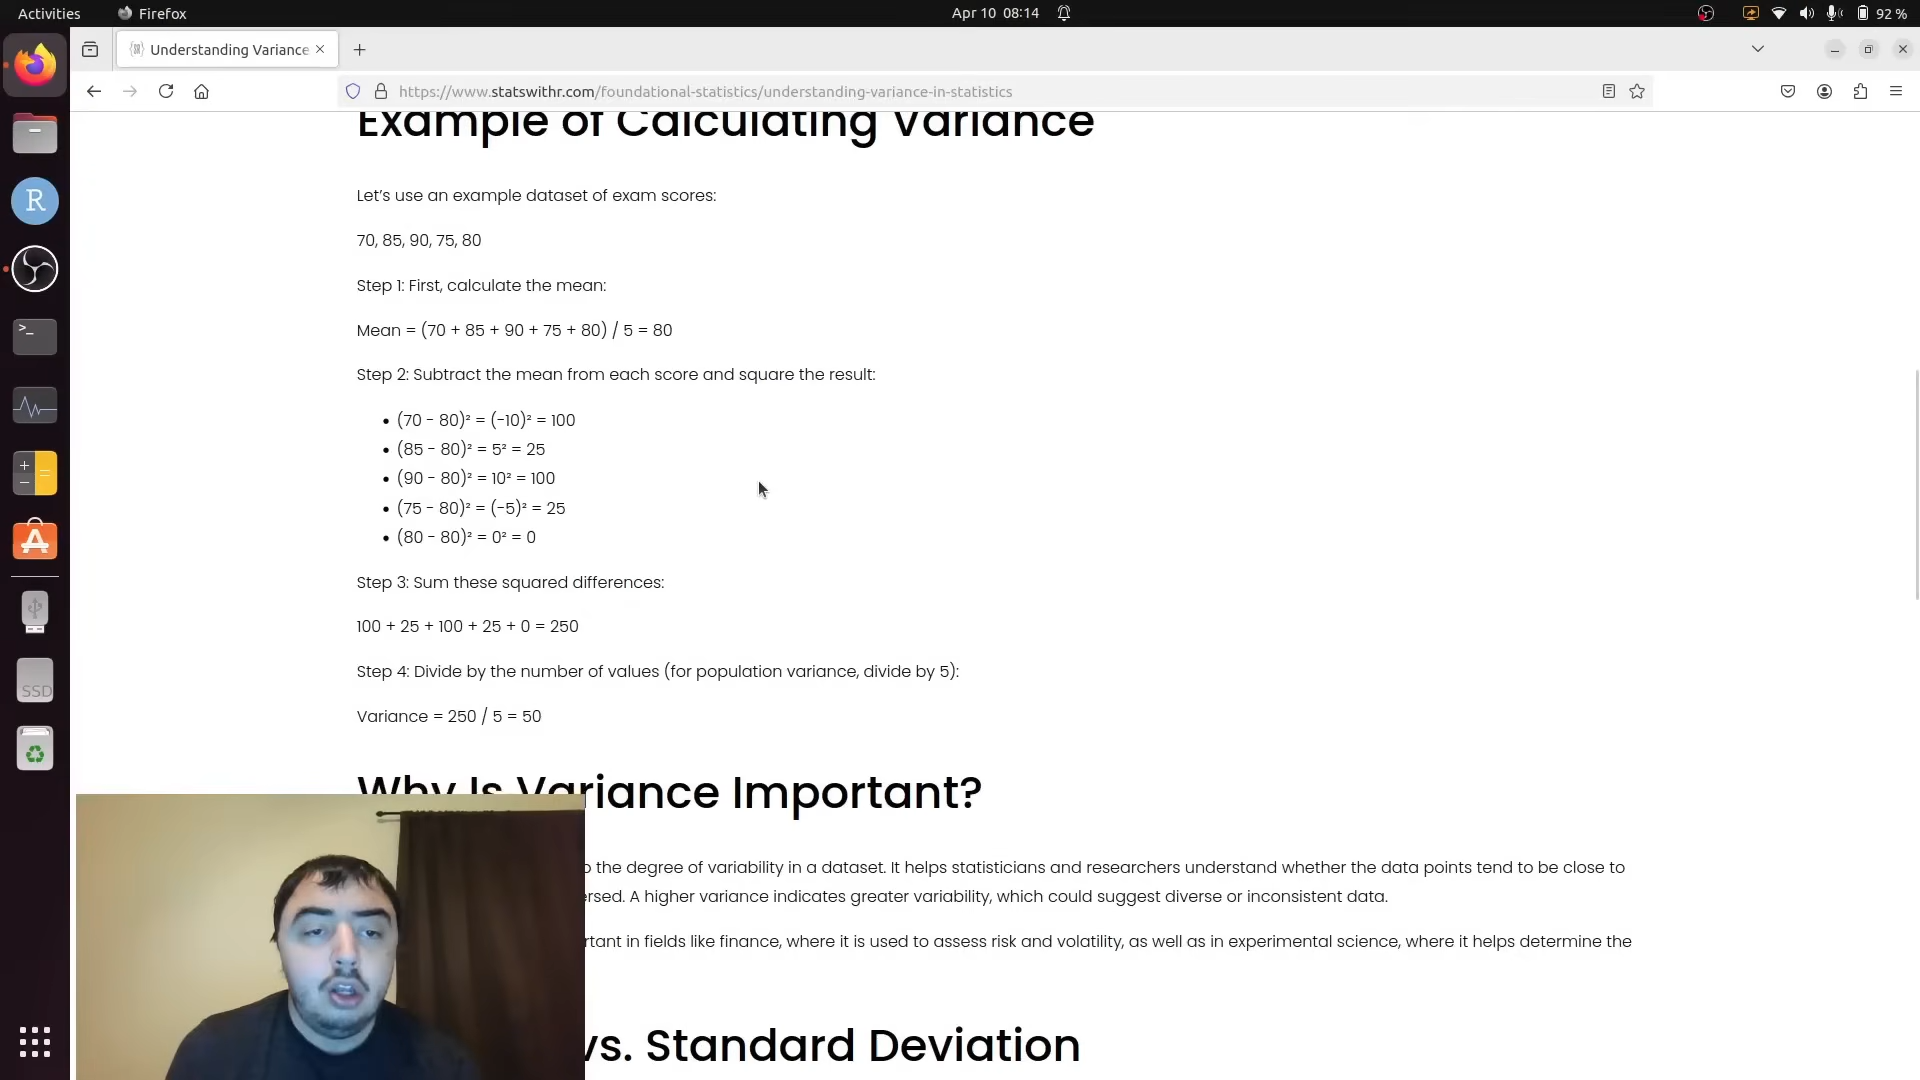 Activities
Firefox
Apr 10 08:14
92 %
Understanding Variance
https://www.statswithr.com/foundational-statistics/understanding-variance-in-statistics
Example of Calculating Variance
Let’s use an example dataset of exam scores:
70, 85, 90, 75, 80
Step 1: First, calculate the mean:
Mean = (70 + 85 + 90 + 75 + 80) / 5 = 80
Step 2: Subtract the mean from each score and square the result:
• (70 - 80)² = (-10)² = 100
• (85 - 80)² = 5² = 25
• (90 - 80)² = 10² = 100
• (75 - 80)² = (-5)² = 25
• (80 - 80)² = 0² = 0
Step 3: Sum these squared differences:
100 + 25 + 100 + 25 + 0 = 250
Step 4: Divide by the number of values (for population variance, divide by 5):
Variance = 250 / 5 = 50
Why Is Variance Important?
the degree of variability in a dataset. It helps statisticians and researchers understand whether the data points tend to be close to
A higher variance indicates greater variability, which could suggest diverse or inconsistent data.
in fields like finance, where it is used to assess risk and volatility, as well as in experimental science, where it helps determine the
vs. Standard Deviation
R
SSD